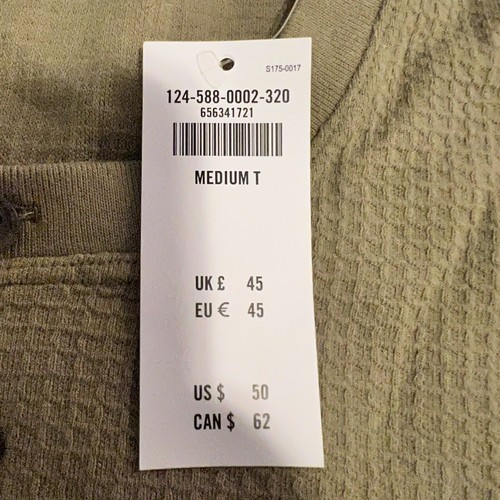 S175-0017
124-588-0002-320
656341721
MEDIUM T
UK £ 45
EU € 45
US $ 50
CAN $ 62